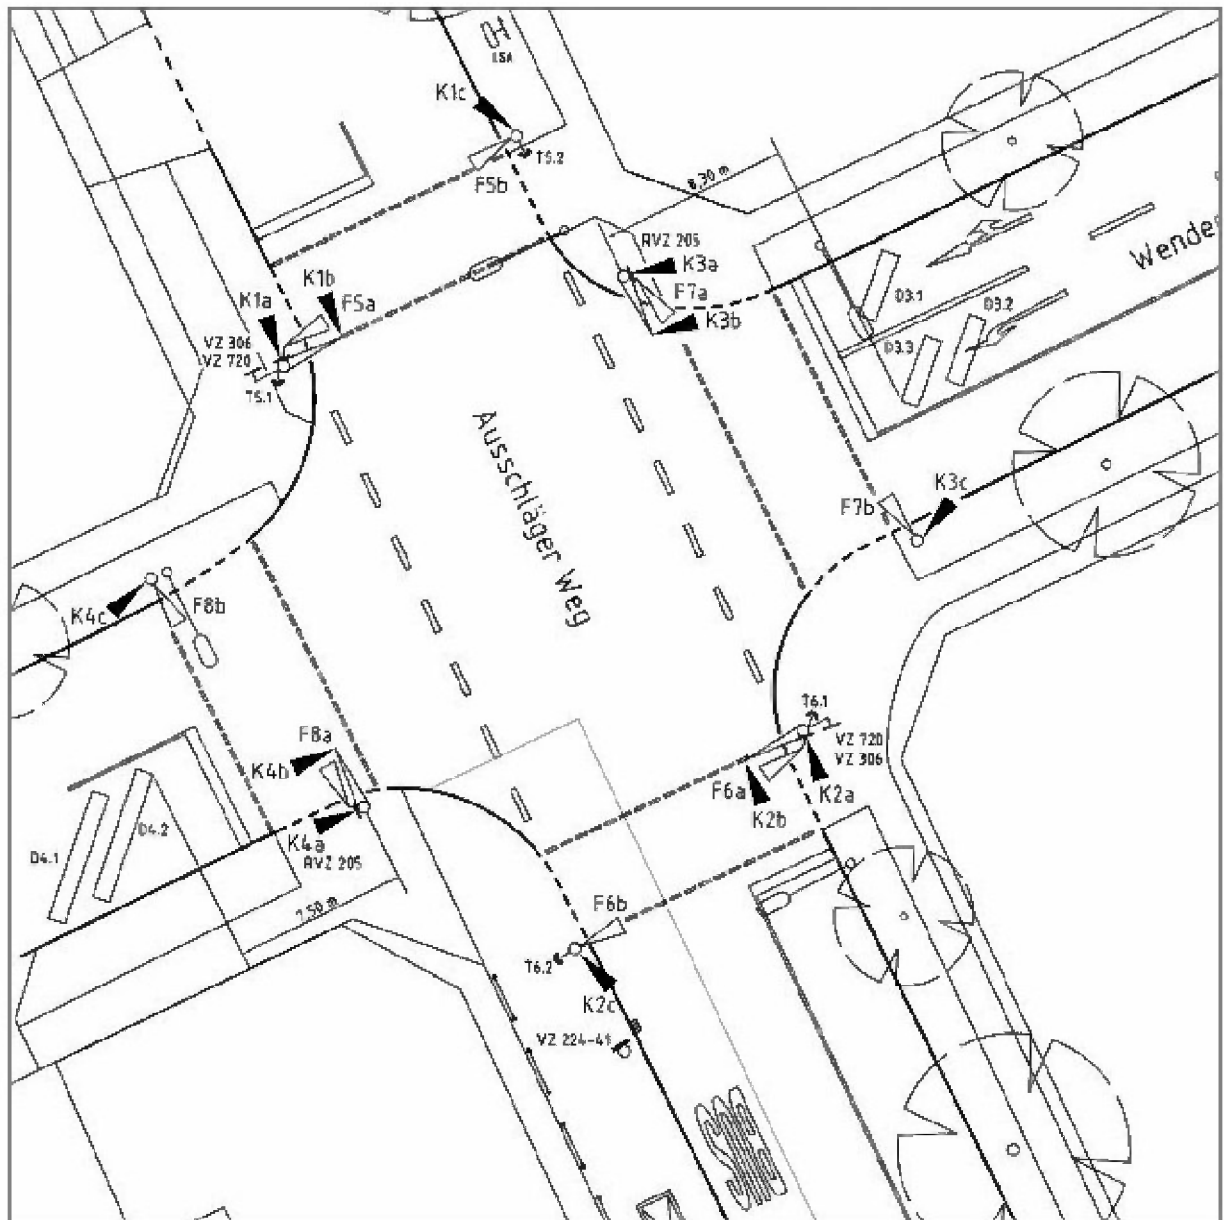 LSA
K1c
T5.2
F5b
8,30 m
AVZ 205
K3a
F7a
K3b
K1b
K1a
F5a
VZ 306
VZ 720
T5.1
D3.1
D3.2
D3.3
Ausschläger Weg
K3c
F7b
K4c
F8b
F8a
K4b
K4a
AVZ 205
D4.1
D4.2
7,50 m
T6.1
VZ 720
VZ 306
F6a
K2b
K2a
F6b
T6.2
K2c
VZ 224-41